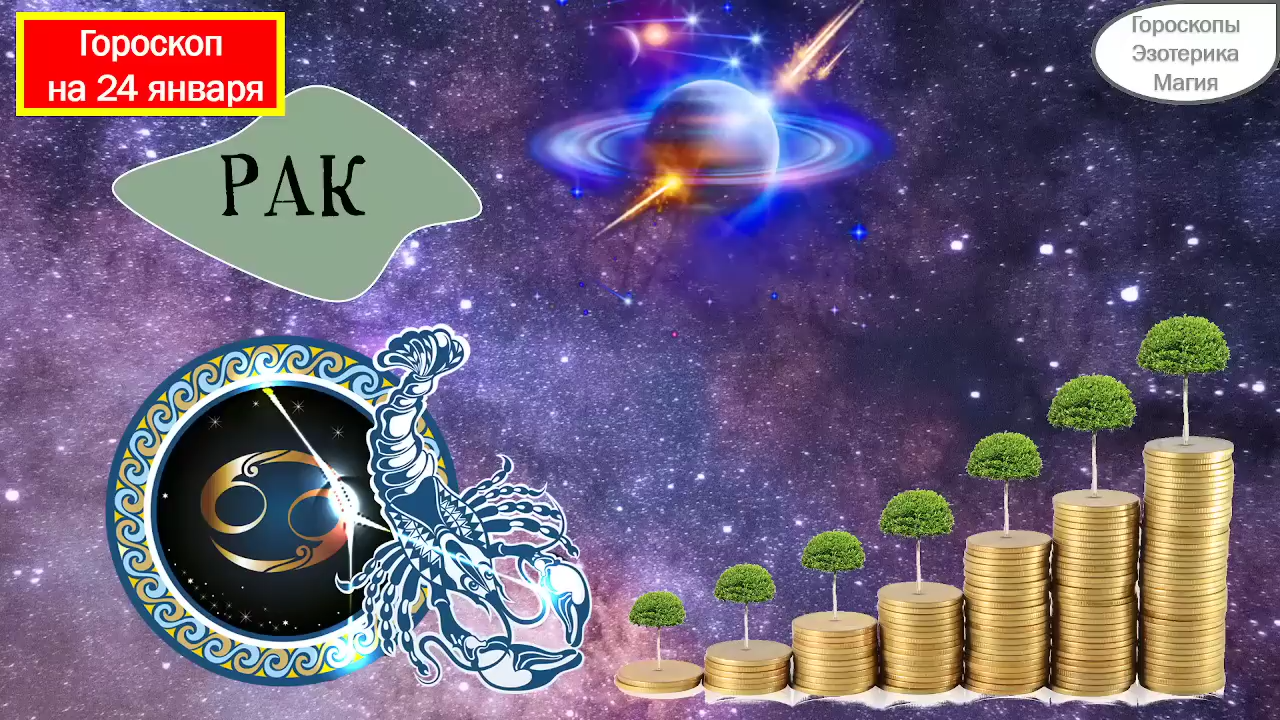 Гороскоп
на 24 января
Гороскопы
Эзотерика
Магия
РАК